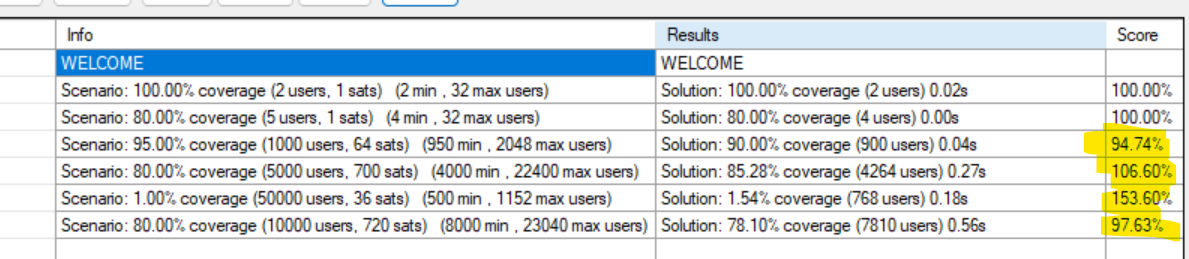 Info Results Score
WELCOME WELCOME
Scenario: 100.00% coverage (2 users, 1 sats) (2 min , 32 max users) Solution: 100.00% coverage (2 users) 0.02s 100.00%
Scenario: 80.00% coverage (5 users, 1 sats) (4 min , 32 max users) Solution: 80.00% coverage (4 users) 0.00s 100.00%
Scenario: 95.00% coverage (1000 users, 64 sats) (950 min , 2048 max users) Solution: 90.00% coverage (900 users) 0.04s 94.74%
Scenario: 80.00% coverage (5000 users, 700 sats) (4000 min , 22400 max users) Solution: 85.28% coverage (4264 users) 0.27s 106.60%
Scenario: 1.00% coverage (50000 users, 36 sats) (500 min , 1152 max users) Solution: 1.54% coverage (768 users) 0.18s 153.60%
Scenario: 80.00% coverage (10000 users, 720 sats) (8000 min , 23040 max users) Solution: 78.10% coverage (7810 users) 0.56s 97.63%